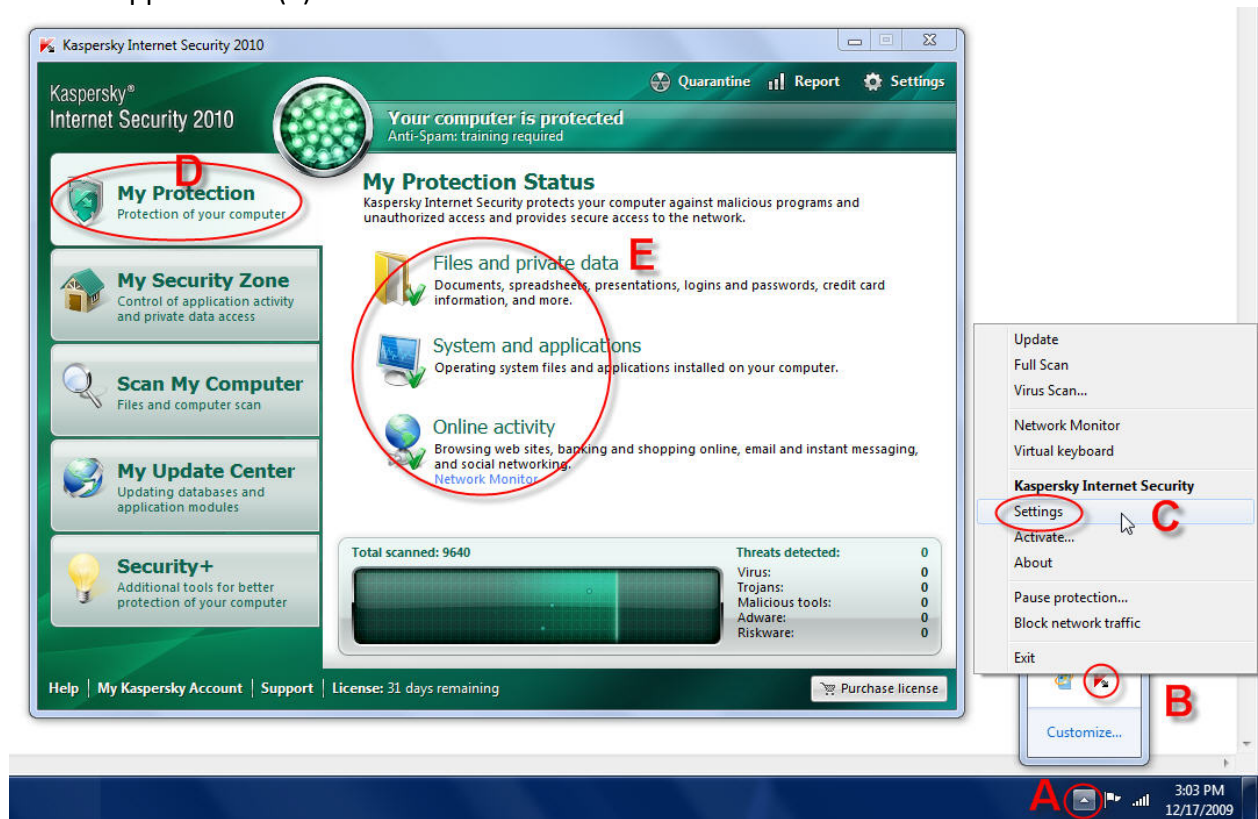 Kaspersky Internet Security 2010
Kaspersky®
Internet Security 2010
Quarantine Report Settings
Your computer is protected
Anti-Spam: training required
D
My Protection
Protection of your computer
My Security Zone
Control of application activity
and private data access
Scan My Computer
Files and computer scan
My Update Center
Updating databases and
application modules
Security+
Additional tools for better
protection of your computer
My Protection Status
Kaspersky Internet Security protects your computer against malicious programs and
unauthorized access and provides secure access to the network.
Files and private data E
Documents, spreadsheets, presentations, logins and passwords, credit card
information, and more.
System and applications
Operating system files and applications installed on your computer.
Online activity
Browsing web sites, banking and shopping online, email and instant messaging,
and social networking.
Network Monitor
Total scanned: 9640
Threats detected: 0
Virus: 0
Trojans: 0
Malicious tools: 0
Adware: 0
Riskware: 0
Help | My Kaspersky Account | Support | License: 31 days remaining
Purchase license
Update
Full Scan
Virus Scan...
Network Monitor
Virtual keyboard
Kaspersky Internet Security
Settings C
Activate...
About
Pause protection...
Block network traffic
Exit
B
Customize...
A
3:03 PM
12/17/2009